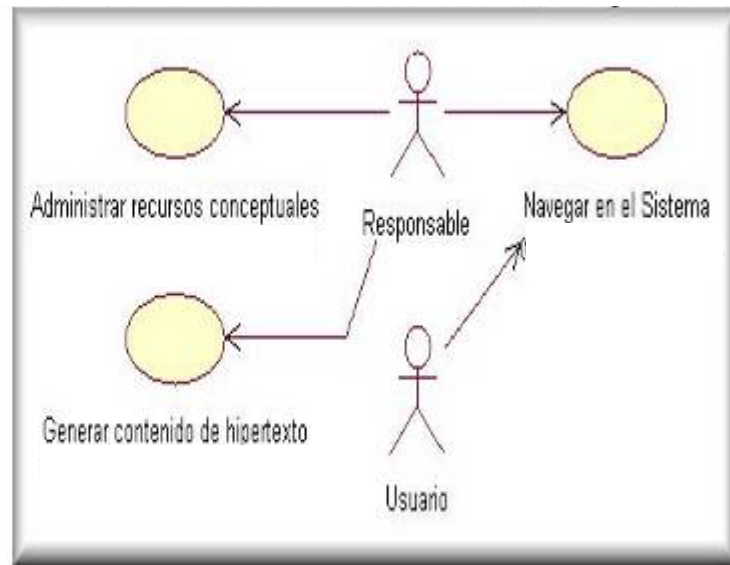 Administrar recursos conceptuales
Responsable
Navegar en el Sistema
Generar contenido de hipertexto
Usuario